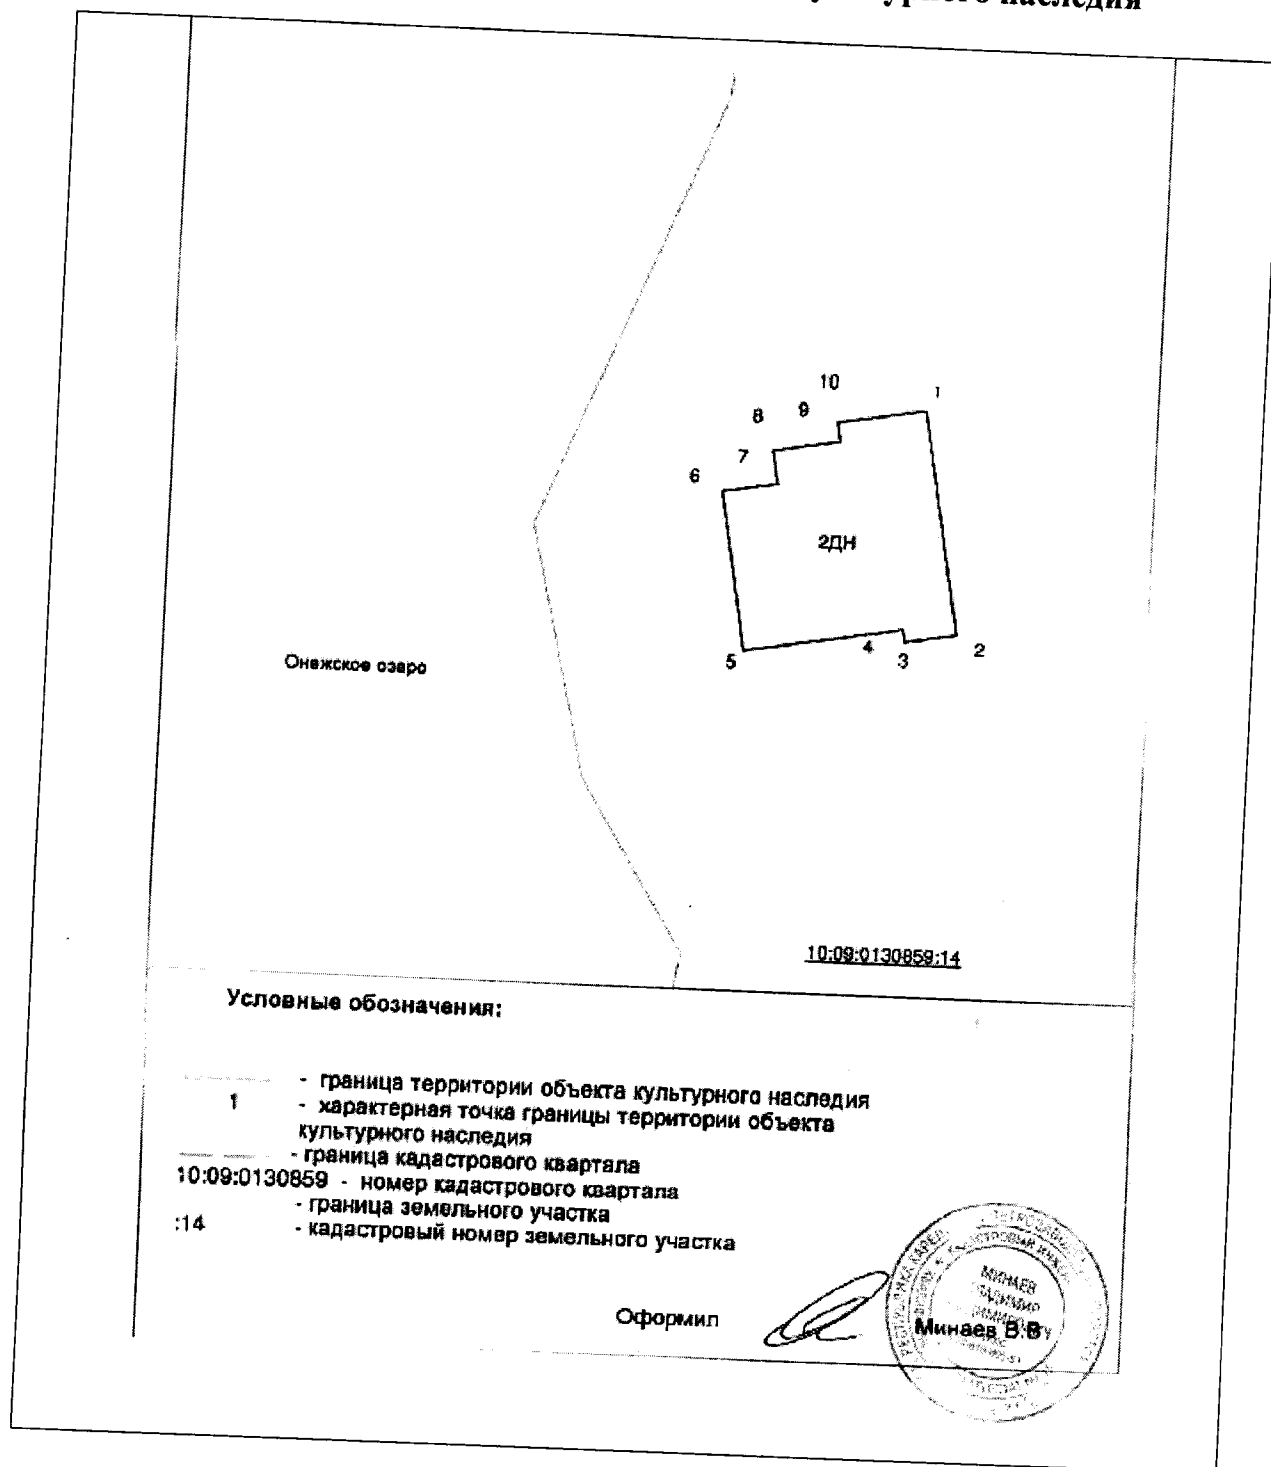 наследия
10
1
8
9
7
6
2ДН
5
4
3
2
Онежское озеро
10:09:0130859:14
Условные обозначения:
- граница территории объекта культурного наследия
1 - характерная точка границы территории объекта
культурного наследия
- граница кадастрового квартала
10:09:0130859 - номер кадастрового квартала
- граница земельного участка
:14 - кадастровый номер земельного участка
Оформил
Минаев В.В
МИНАЕВ